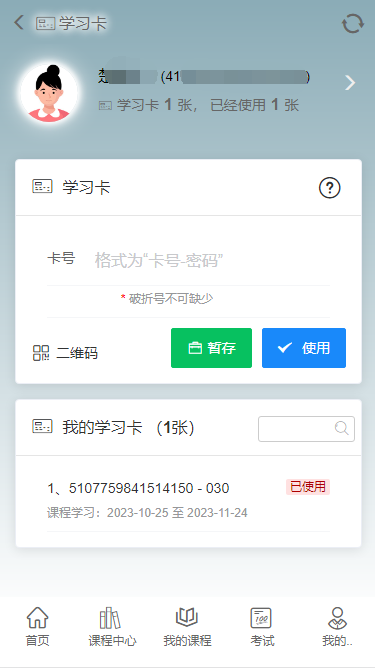 学习卡
楚 (41 )
学习卡 1 张， 已经使用 1 张
学习卡
卡号 格式为“卡号-密码”
* 破折号不可缺少
二维码 暂存 使用
我的学习卡 （1张）
1、5107759841514150 - 030 已使用
课程学习：2023-10-25 至 2023-11-24
首页 课程中心 我的课程 考试 我的..